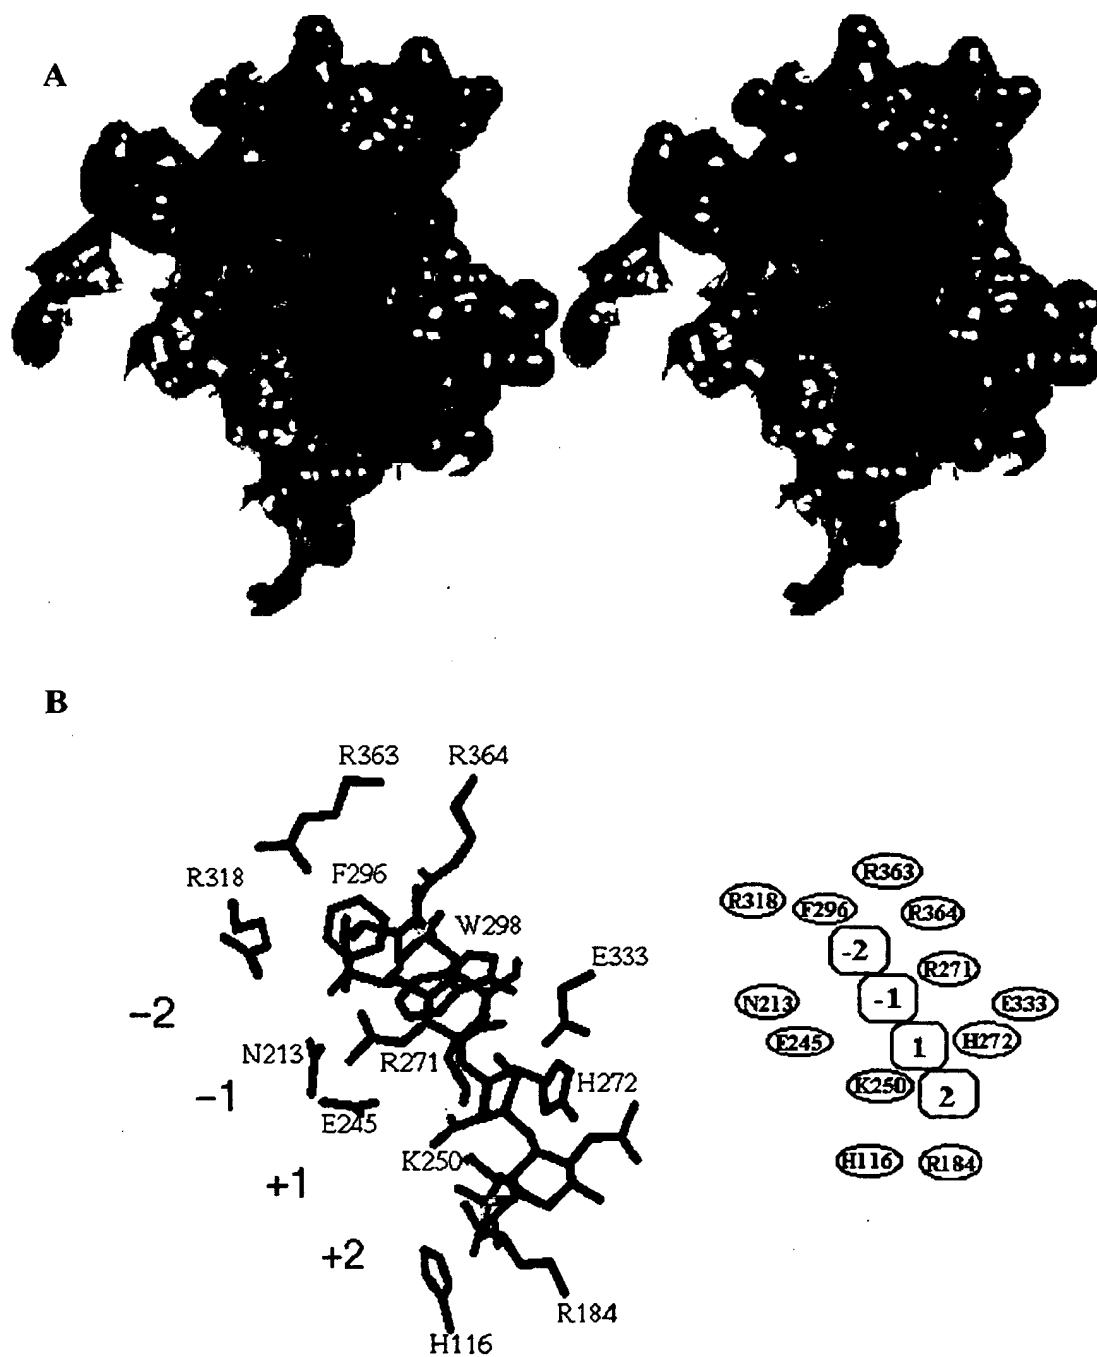 A
B
R363 R364
R318 F296
W298
E333
-2
N213 R271
-1
H272
E245
K250
+1
+2
R184
H116
R363
R318 F296 R364
-2
R271
-1
N213 E333
E245 1 H272
K250 2
H116 R184